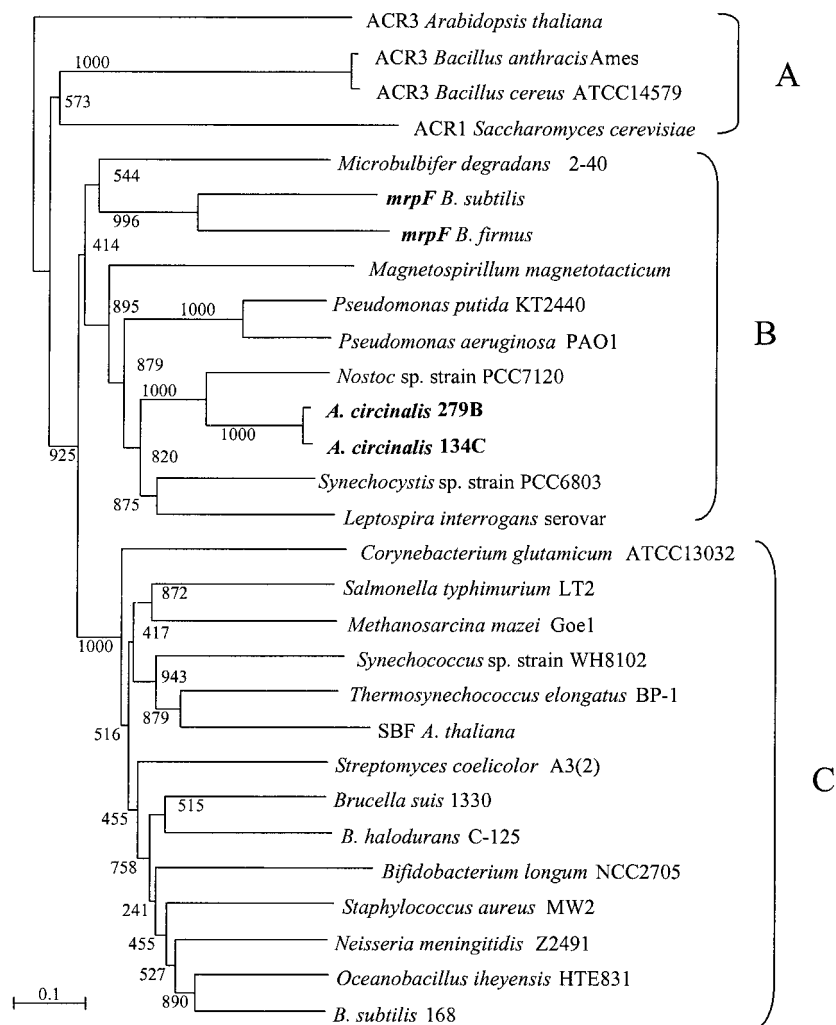 ACR3 Arabidopsis thaliana
1000
ACR3 Bacillus anthracis Ames
A
ACR3 Bacillus cereus ATCC14579
573
ACR1 Saccharomyces cerevisiae
Microbulbifer degradans 2-40
544
mrpF B. subtilis
996
mrpF B. firmus
414
Magnetospirillum magnetotacticum
895
1000
Pseudomonas putida KT2440
B
Pseudomonas aeruginosa PAO1
879
1000
Nostoc sp. strain PCC7120
A. circinalis 279B
1000
A. circinalis 134C
925
820
Synechocystis sp. strain PCC6803
875
Leptospira interrogans serovar
Corynebacterium glutamicum ATCC13032
872
Salmonella typhimurium LT2
417
Methanosarcina mazei Goe1
1000
Synechococcus sp. strain WH8102
943
Thermosynechococcus elongatus BP-1
879
SBF A. thaliana
516
Streptomyces coelicolor A3(2)
C
515
Brucella suis 1330
455
B. halodurans C-125
758
Bifidobacterium longum NCC2705
241
Staphylococcus aureus MW2
455
Neisseria meningitidis Z2491
527
Oceanobacillus iheyensis HTE831
0.1
890
B. subtilis 168